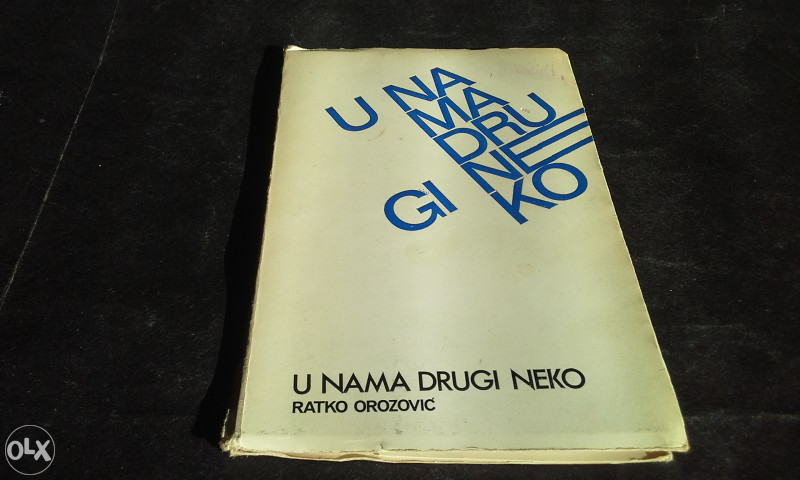 U NA
MA
DRU
GI NE
KO
U NAMA DRUGI NEKO
RATKO OROZOVIĆ
OLX